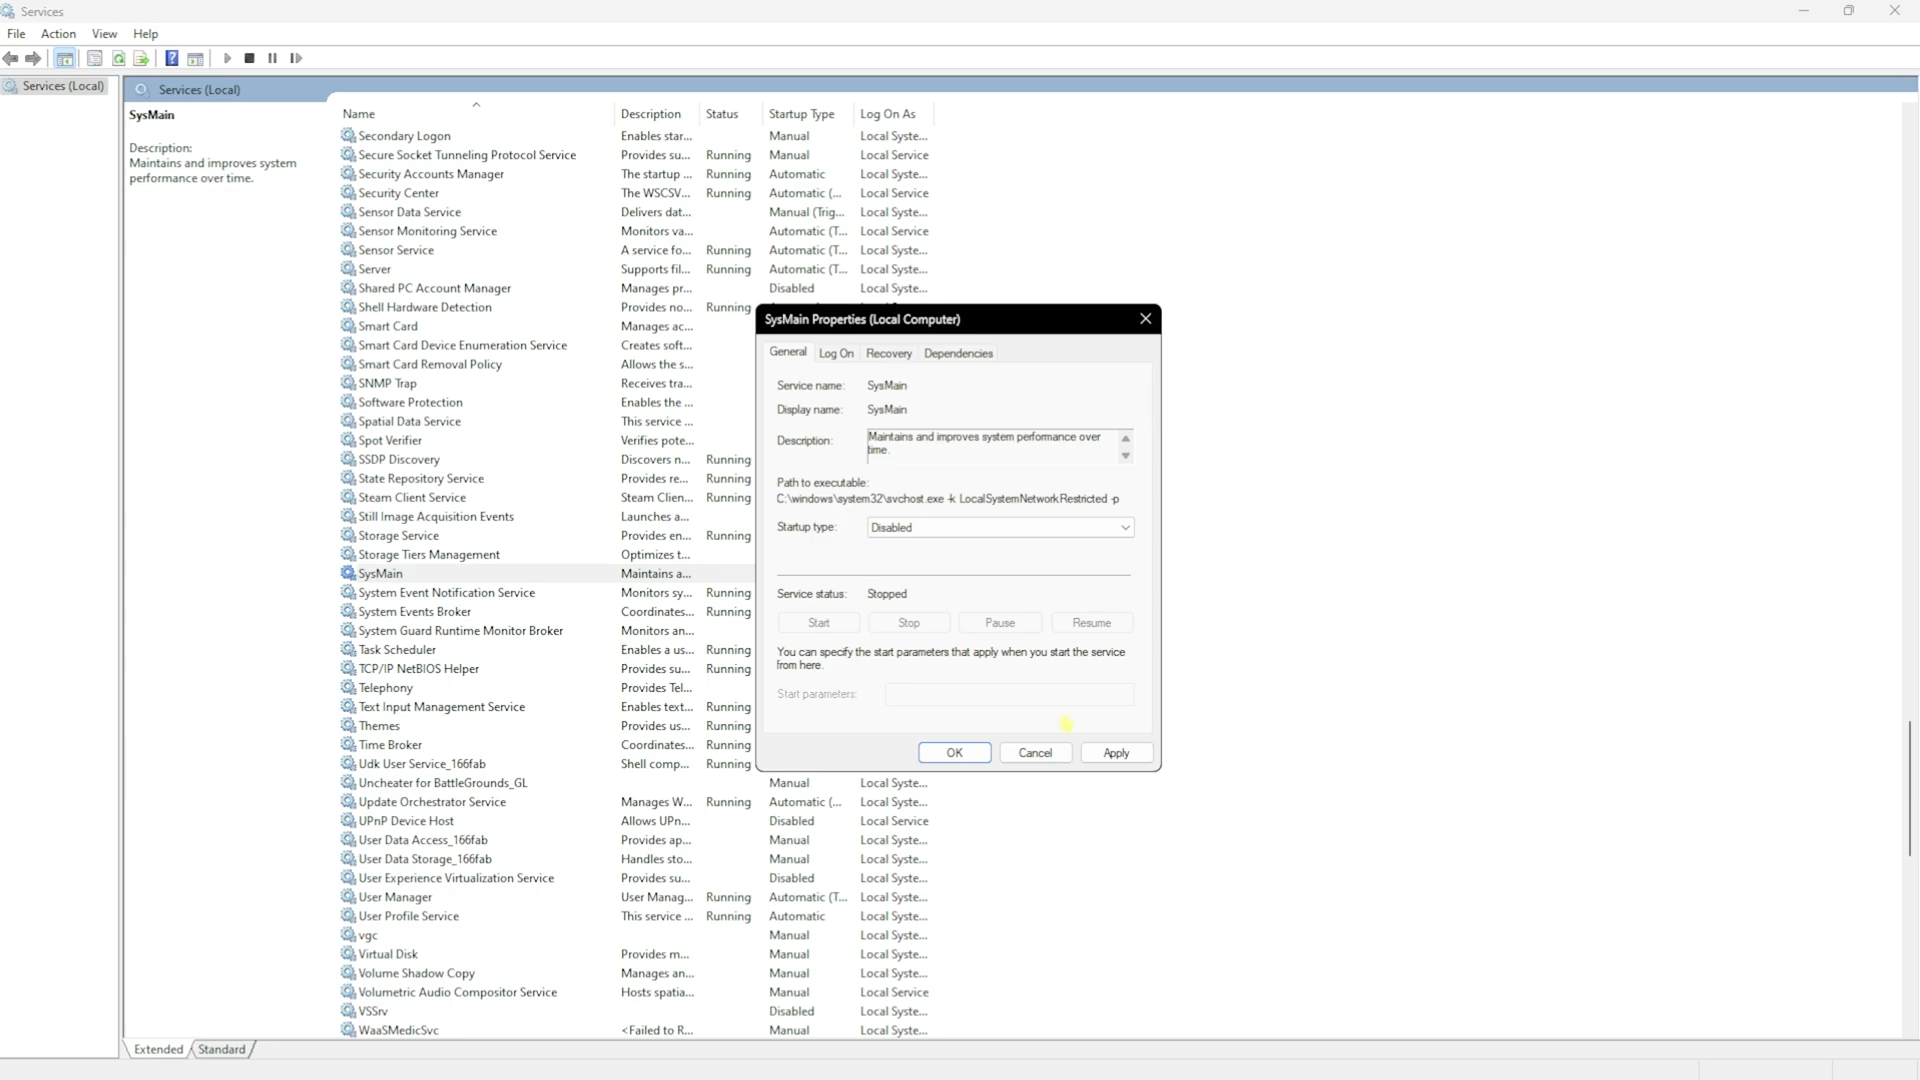 Services
File Action View Help
Services (Local)
Services (Local)
SysMain
Description:
Maintains and improves system
performance over time.
Name Description Status Startup Type Log On As
Secondary Logon Enables star... Manual Local Syste...
Secure Socket Tunneling Protocol Service Provides su... Running Manual Local Service
Security Accounts Manager The startup ... Running Automatic Local Syste...
Security Center The WSCSV... Running Automatic (... Local Service
Sensor Data Service Delivers dat... Manual (Trig... Local Syste...
Sensor Monitoring Service Monitors va... Automatic (T... Local Service
Sensor Service A service fo... Running Automatic (T... Local Syste...
Server Supports fil... Running Automatic (T... Local Syste...
Shared PC Account Manager Manages pr... Disabled Local Syste...
Shell Hardware Detection Provides no... Running
Smart Card Manages ac...
Smart Card Device Enumeration Service Creates soft...
Smart Card Removal Policy Allows the s...
SNMP Trap Receives tra...
Software Protection Enables the ...
Spatial Data Service This service ...
Spot Verifier Verifies pote...
SSDP Discovery Discovers n... Running
State Repository Service Provides re... Running
Steam Client Service Steam Clien... Running
Still Image Acquisition Events Launches a...
Storage Service Provides en... Running
Storage Tiers Management Optimizes t...
SysMain Maintains a...
System Event Notification Service Monitors sy... Running
System Events Broker Coordinates... Running
System Guard Runtime Monitor Broker Monitors an...
Task Scheduler Enables a us... Running
TCP/IP NetBIOS Helper Provides su... Running
Telephony Provides Tel...
Text Input Management Service Enables text... Running
Themes Provides us... Running
Time Broker Coordinates... Running
Udk User Service_166fab Shell comp... Running
Uncheater for BattleGrounds_GL Manual Local Syste...
Update Orchestrator Service Manages W... Running Automatic (... Local Syste...
UPnP Device Host Allows UPn... Disabled Local Service
User Data Access_166fab Provides ap... Manual Local Syste...
User Data Storage_166fab Handles sto... Manual Local Syste...
User Experience Virtualization Service Provides su... Disabled Local Syste...
User Manager User Manag... Running Automatic (T... Local Syste...
User Profile Service This service ... Running Automatic Local Syste...
vgc Manual Local Syste...
Virtual Disk Provides m... Manual Local Syste...
Volume Shadow Copy Manages an... Manual Local Syste...
Volumetric Audio Compositor Service Hosts spatia... Manual Local Service
VSSrv Disabled Local Syste...
WaaSMedicSvc <Failed to R... Manual Local Syste...
Extended Standard
SysMain Properties (Local Computer)
General Log On Recovery Dependencies
Service name: SysMain
Display name: SysMain
Description: Maintains and improves system performance over
time.
Path to executable:
C:\windows\system32\svchost.exe -k LocalSystemNetworkRestricted -p
Startup type: Disabled
Service status: Stopped
Start Stop Pause Resume
You can specify the start parameters that apply when you start the service
from here.
Start parameters:
OK Cancel Apply